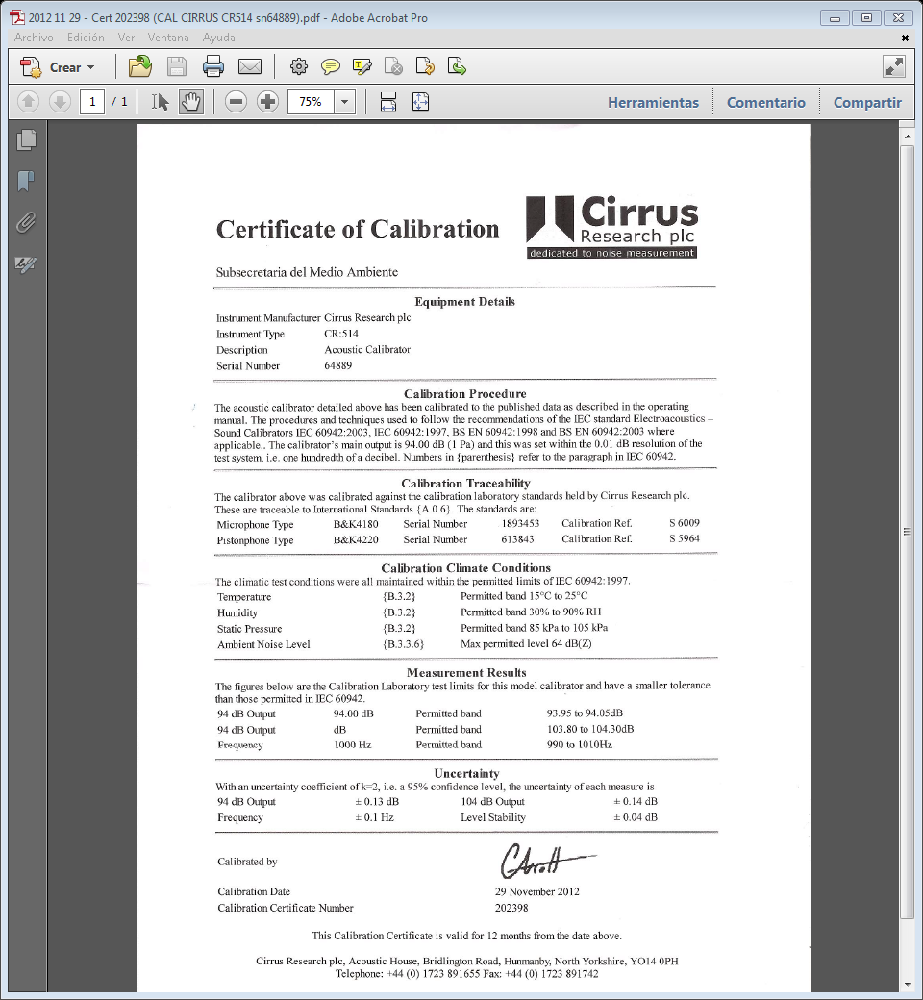 2012 11 29 - Cert 202398 (CAL CIRRUS CR514 sn64889).pdf - Adobe Acrobat Pro
Archivo Edición Ver Ventana Ayuda
Crear
1 / 1 75% Herramientas Comentario Compartir
Certificate of Calibration
Cirrus
Research plc
dedicated to noise measurement
Subsecretaria del Medio Ambiente
Equipment Details
Instrument Manufacturer Cirrus Research plc
Instrument Type CR:514
Description Acoustic Calibrator
Serial Number 64889
Calibration Procedure
The acoustic calibrator detailed above has been calibrated to the published data as described in the operating
manual. The procedures and techniques used to follow the recommendations of the IEC standard Electroacoustics –
Sound Calibrators IEC 60942:2003, IEC 60942:1997, BS EN 60942:1998 and BS EN 60942:2003 where
applicable.. The calibrator's main output is 94.00 dB (1 Pa) and this was set within the 0.01 dB resolution of the
test system, i.e. one hundredth of a decibel. Numbers in {parenthesis} refer to the paragraph in IEC 60942.
Calibration Traceability
The calibrator above was calibrated against the calibration laboratory standards held by Cirrus Research plc.
These are traceable to International Standards {A.0.6}. The standards are:
Microphone Type B&K4180 Serial Number 1893453 Calibration Ref. S 6009
Pistonphone Type B&K4220 Serial Number 613843 Calibration Ref. S 5964
Calibration Climate Conditions
The climatic test conditions were all maintained within the permitted limits of IEC 60942:1997.
Temperature {B.3.2} Permitted band 15°C to 25°C
Humidity {B.3.2} Permitted band 30% to 90% RH
Static Pressure {B.3.2} Permitted band 85 kPa to 105 kPa
Ambient Noise Level {B.3.3.6} Max permitted level 64 dB(Z)
Measurement Results
The figures below are the Calibration Laboratory test limits for this model calibrator and have a smaller tolerance
than those permitted in IEC 60942.
94 dB Output 94.00 dB Permitted band 93.95 to 94.05dB
94 dB Output dB Permitted band 103.80 to 104.30dB
Frequency 1000 Hz Permitted band 990 to 1010Hz
Uncertainty
With an uncertainty coefficient of k=2, i.e. a 95% confidence level, the uncertainty of each measure is
94 dB Output ± 0.13 dB 104 dB Output ± 0.14 dB
Frequency ± 0.1 Hz Level Stability ± 0.04 dB
Calibrated by
Calibration Date 29 November 2012
Calibration Certificate Number 202398
This Calibration Certificate is valid for 12 months from the date above.
Cirrus Research plc, Acoustic House, Bridlington Road, Hunmanby, North Yorkshire, YO14 0PH
Telephone: +44 (0) 1723 891655 Fax: +44 (0) 1723 891742